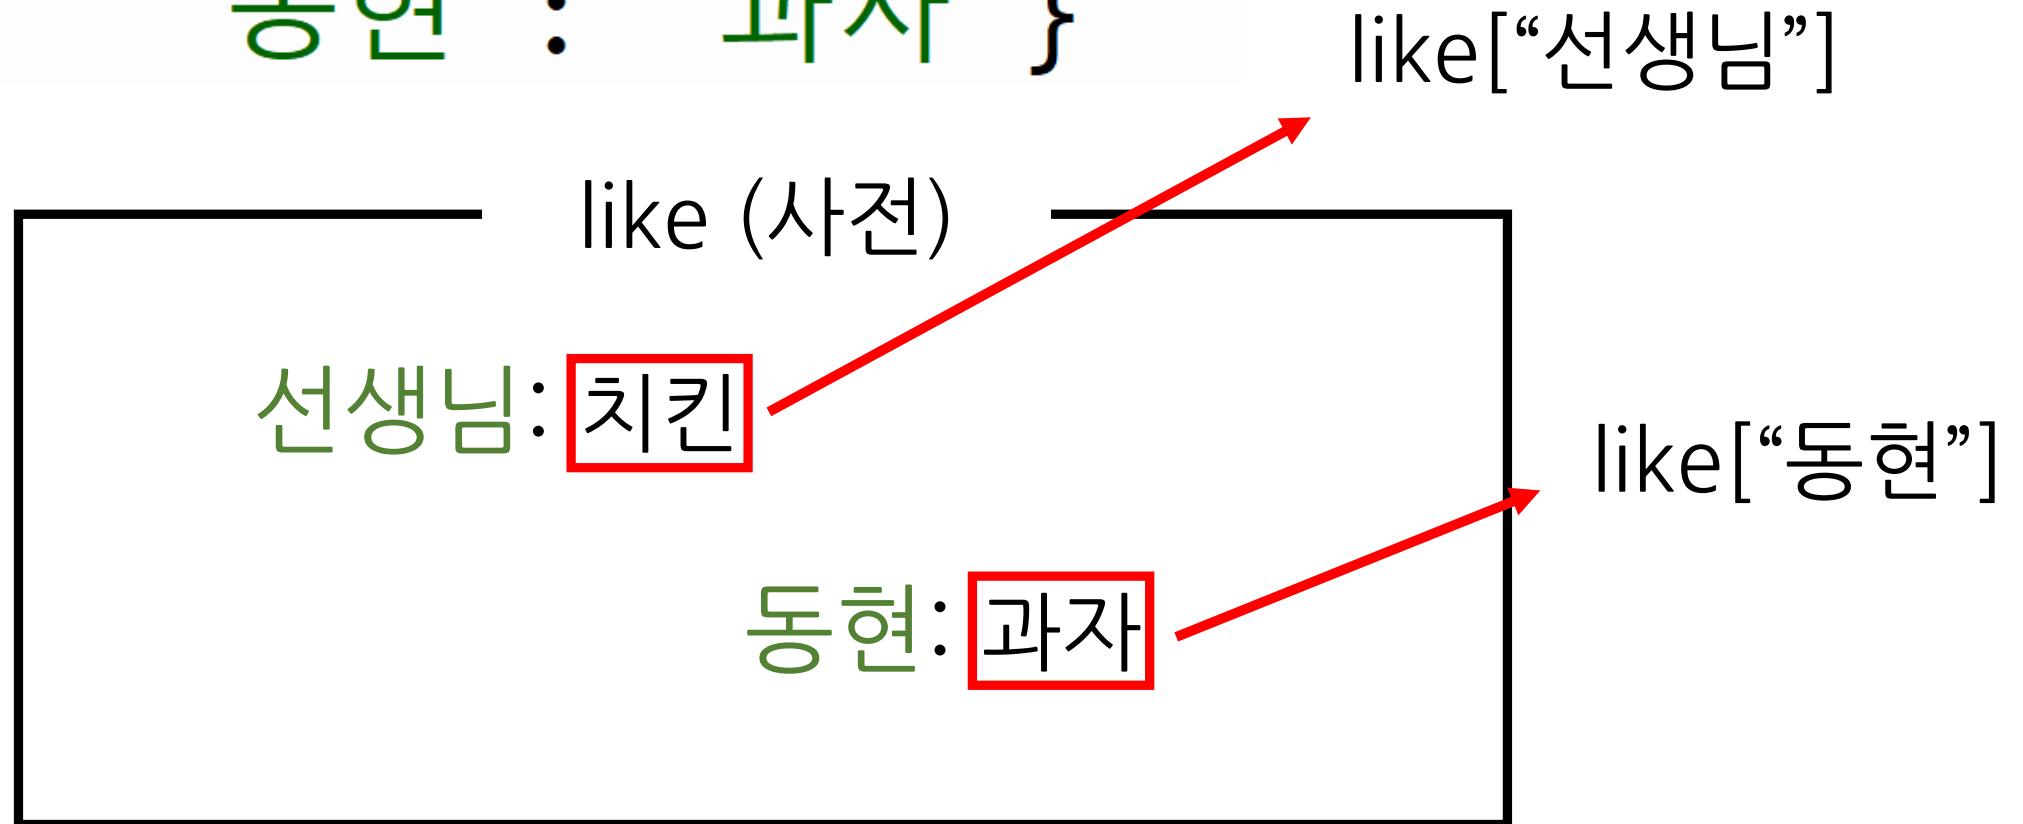 동현 : 과자 }
like[“선생님”]
like (사전)
선생님: 치킨
like[“동현”]
동현: 과자